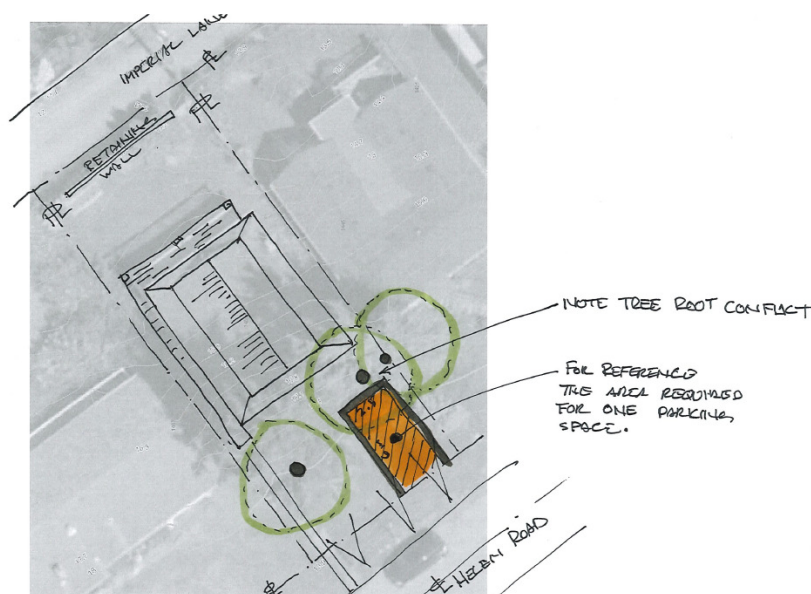 IMPERIAL LANE
RETAINING
WALL
NOTE TREE ROOT CONFLICT
FOR REFERENCE
THE AREA REQUIRED
FOR ONE PARKING
SPACE.
HELEN ROAD